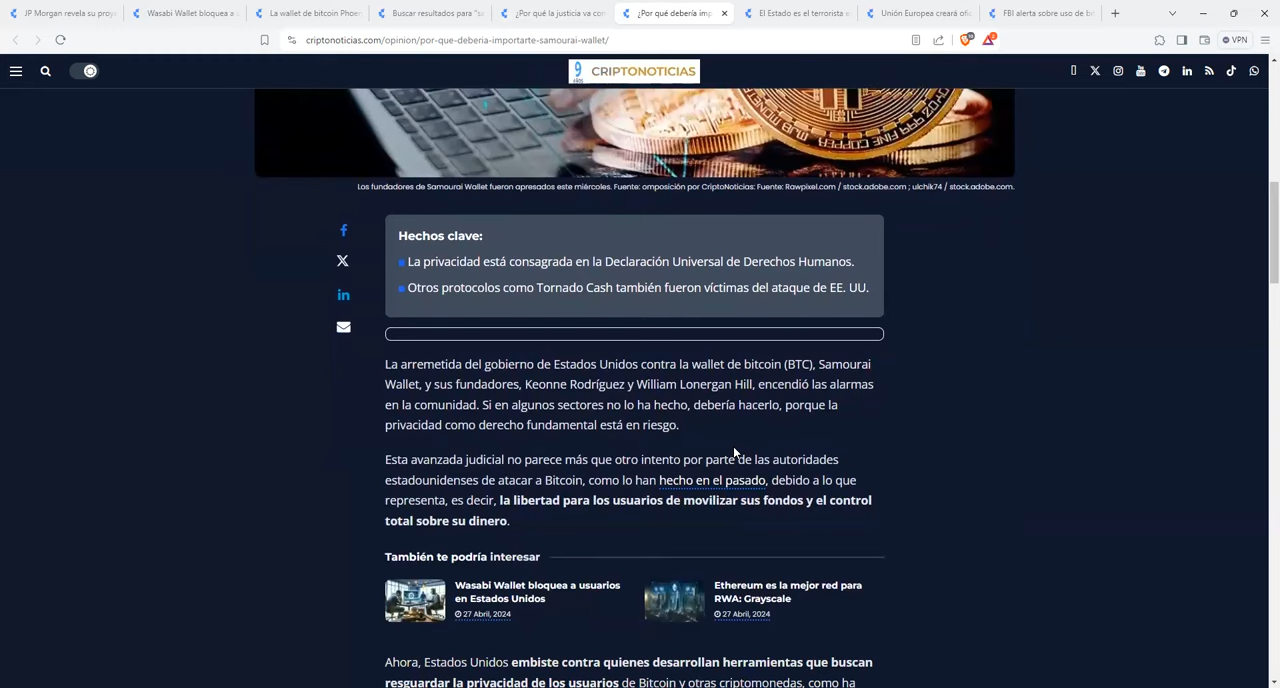 JP Morgan revela su proy
Wasabi Wallet bloquea a u
La wallet de bitcoin Phoen
Buscar resultados para "sa
¿Por qué la justicia va con
¿Por qué debería imp
El Estado es el terrorista e
Unión Europea creará ofic
FBI alerta sobre uso de bit
criptonoticias.com/opinion/por-que-deberia-importarte-samourai-wallet/
VPN
9 AÑOS CRIPTONOTICIAS
Los fundadores de Samourai Wallet fueron apresados este miércoles. Fuente: omposición por CriptoNoticias: Fuente: Rawpixel.com / stock.adobe.com ; ulchik74 / stock.adobe.com.
Hechos clave:
La privacidad está consagrada en la Declaración Universal de Derechos Humanos.
Otros protocolos como Tornado Cash también fueron víctimas del ataque de EE. UU.
La arremetida del gobierno de Estados Unidos contra la wallet de bitcoin (BTC), Samourai
Wallet, y sus fundadores, Keonne Rodríguez y William Lonergan Hill, encendió las alarmas
en la comunidad. Si en algunos sectores no lo ha hecho, debería hacerlo, porque la
privacidad como derecho fundamental está en riesgo.
Esta avanzada judicial no parece más que otro intento por parte de las autoridades
estadounidenses de atacar a Bitcoin, como lo han hecho en el pasado, debido a lo que
representa, es decir, la libertad para los usuarios de movilizar sus fondos y el control
total sobre su dinero.
También te podría interesar
Wasabi Wallet bloquea a usuarios
en Estados Unidos
27 Abril, 2024
Ethereum es la mejor red para
RWA: Grayscale
27 Abril, 2024
Ahora, Estados Unidos embiste contra quienes desarrollan herramientas que buscan
resguardar la privacidad de los usuarios de Bitcoin y otras criptomonedas, como ha